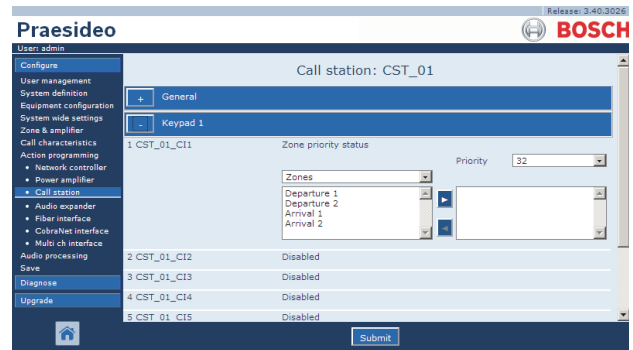 Release: 3.40.3026
Praesideo
BOSCH
User: admin
Configure
User management
System definition
Equipment configuration
System wide settings
Zone & amplifier
Call characteristics
Action programming
• Network controller
• Power amplifier
• Call station
• Audio expander
• Fiber interface
• CobraNet interface
• Multi ch interface
Audio processing
Save
Diagnose
Upgrade
Call station: CST_01
+ General
- Keypad 1
1 CST_01_CI1 Zone priority status
Priority 32
Zones
Departure 1
Departure 2
Arrival 1
Arrival 2
2 CST_01_CI2 Disabled
3 CST_01_CI3 Disabled
4 CST_01_CI4 Disabled
5 CST_01_CI5 Disabled
Submit